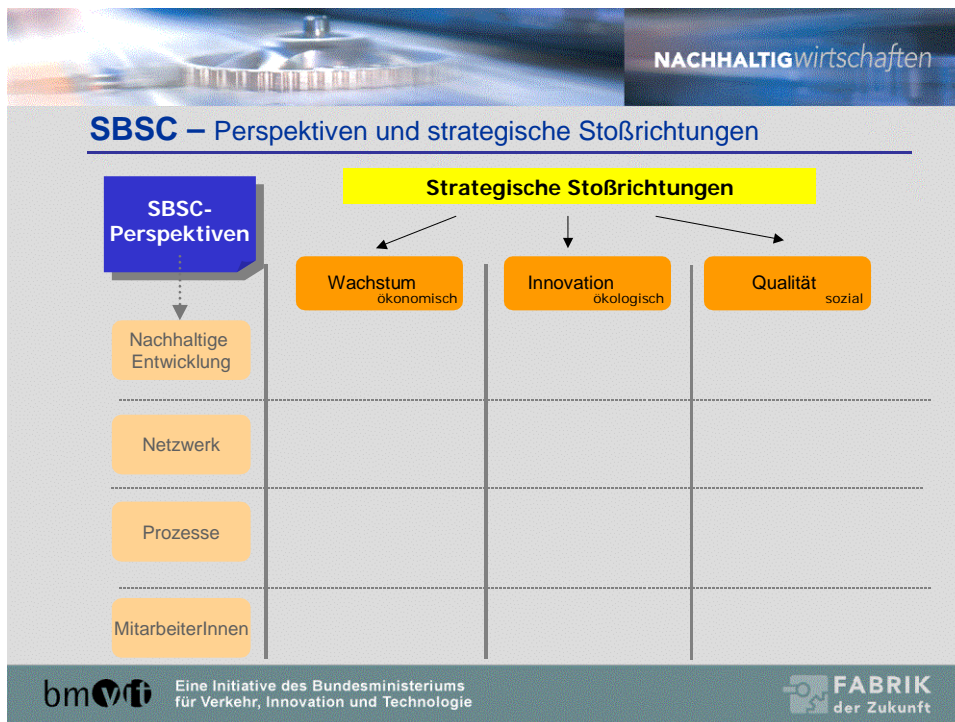 NACHHALTIGwirtschaften
SBSC – Perspektiven und strategische Stoßrichtungen
Strategische Stoßrichtungen
SBSC-
Perspektiven
Wachstum
ökonomisch
Innovation
ökologisch
Qualität
sozial
Nachhaltige
Entwicklung
Netzwerk
Prozesse
MitarbeiterInnen
bmvit
Eine Initiative des Bundesministeriums
für Verkehr, Innovation und Technologie
FABRIK
der Zukunft